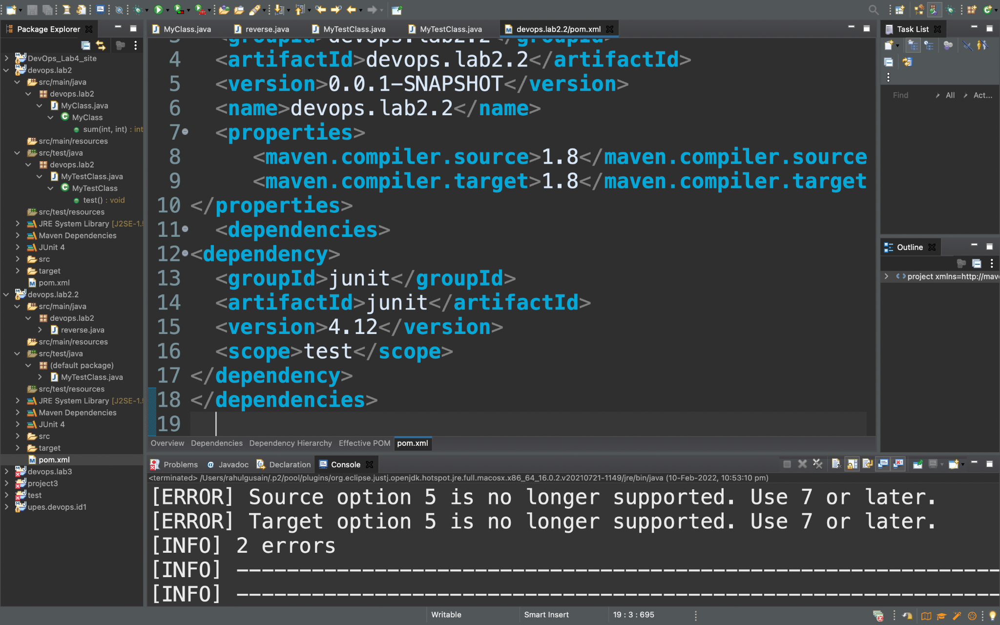 Package Explorer
DevOps_Lab4_site
devops.lab2
src/main/java
devops.lab2
MyClass.java
MyClass
sum(int, int) : int
src/main/resources
src/test/java
devops.lab2
MyTestClass.java
MyTestClass
test() : void
src/test/resources
JRE System Library [J2SE-1.5
Maven Dependencies
JUnit 4
src
target
pom.xml
devops.lab2.2
src/main/java
devops.lab2
reverse.java
src/main/resources
src/test/java
(default package)
MyTestClass.java
src/test/resources
JRE System Library [J2SE-1.5
Maven Dependencies
JUnit 4
src
target
pom.xml
devops.lab3
project3
test
upes.devops.id1
MyClass.java reverse.java MyTestClass.java MyTestClass.java devops.lab2.2/pom.xml
3 <groupId>devops.lab2.2</groupId>
4 <artifactId>devops.lab2.2</artifactId>
5 <version>0.0.1-SNAPSHOT</version>
6 <name>devops.lab2.2</name>
7 <properties>
8 <maven.compiler.source>1.8</maven.compiler.source
9 <maven.compiler.target>1.8</maven.compiler.target
10 </properties>
11 <dependencies>
12 <dependency>
13 <groupId>junit</groupId>
14 <artifactId>junit</artifactId>
15 <version>4.12</version>
16 <scope>test</scope>
17 </dependency>
18 </dependencies>
19
Overview Dependencies Dependency Hierarchy Effective POM pom.xml
Problems Javadoc Declaration Console
<terminated> /Users/rahulgusain/.p2/pool/plugins/org.eclipse.justj.openjdk.hotspot.jre.full.macosx.x86_64_16.0.2.v20210721-1149/jre/bin/java (10-Feb-2022, 10:53:10 pm)
[ERROR] Source option 5 is no longer supported. Use 7 or later.
[ERROR] Target option 5 is no longer supported. Use 7 or later.
[INFO] 2 errors
[INFO] -------------------------------------------------------------
[INFO] -------------------------------------------------------------
Task List
Find All Act...
Outline
project xmlns=http://mav
Writable Smart Insert 19 : 3 : 695